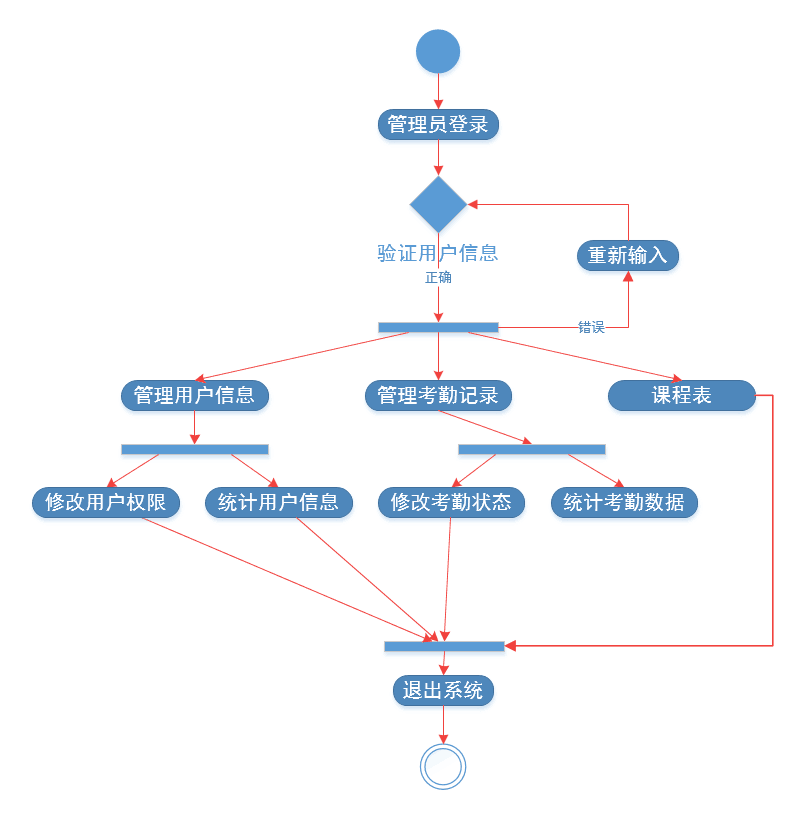 管理员登录
验证用户信息
正确
重新输入
错误
管理用户信息
管理考勤记录
课程表
修改用户权限
统计用户信息
修改考勤状态
统计考勤数据
退出系统